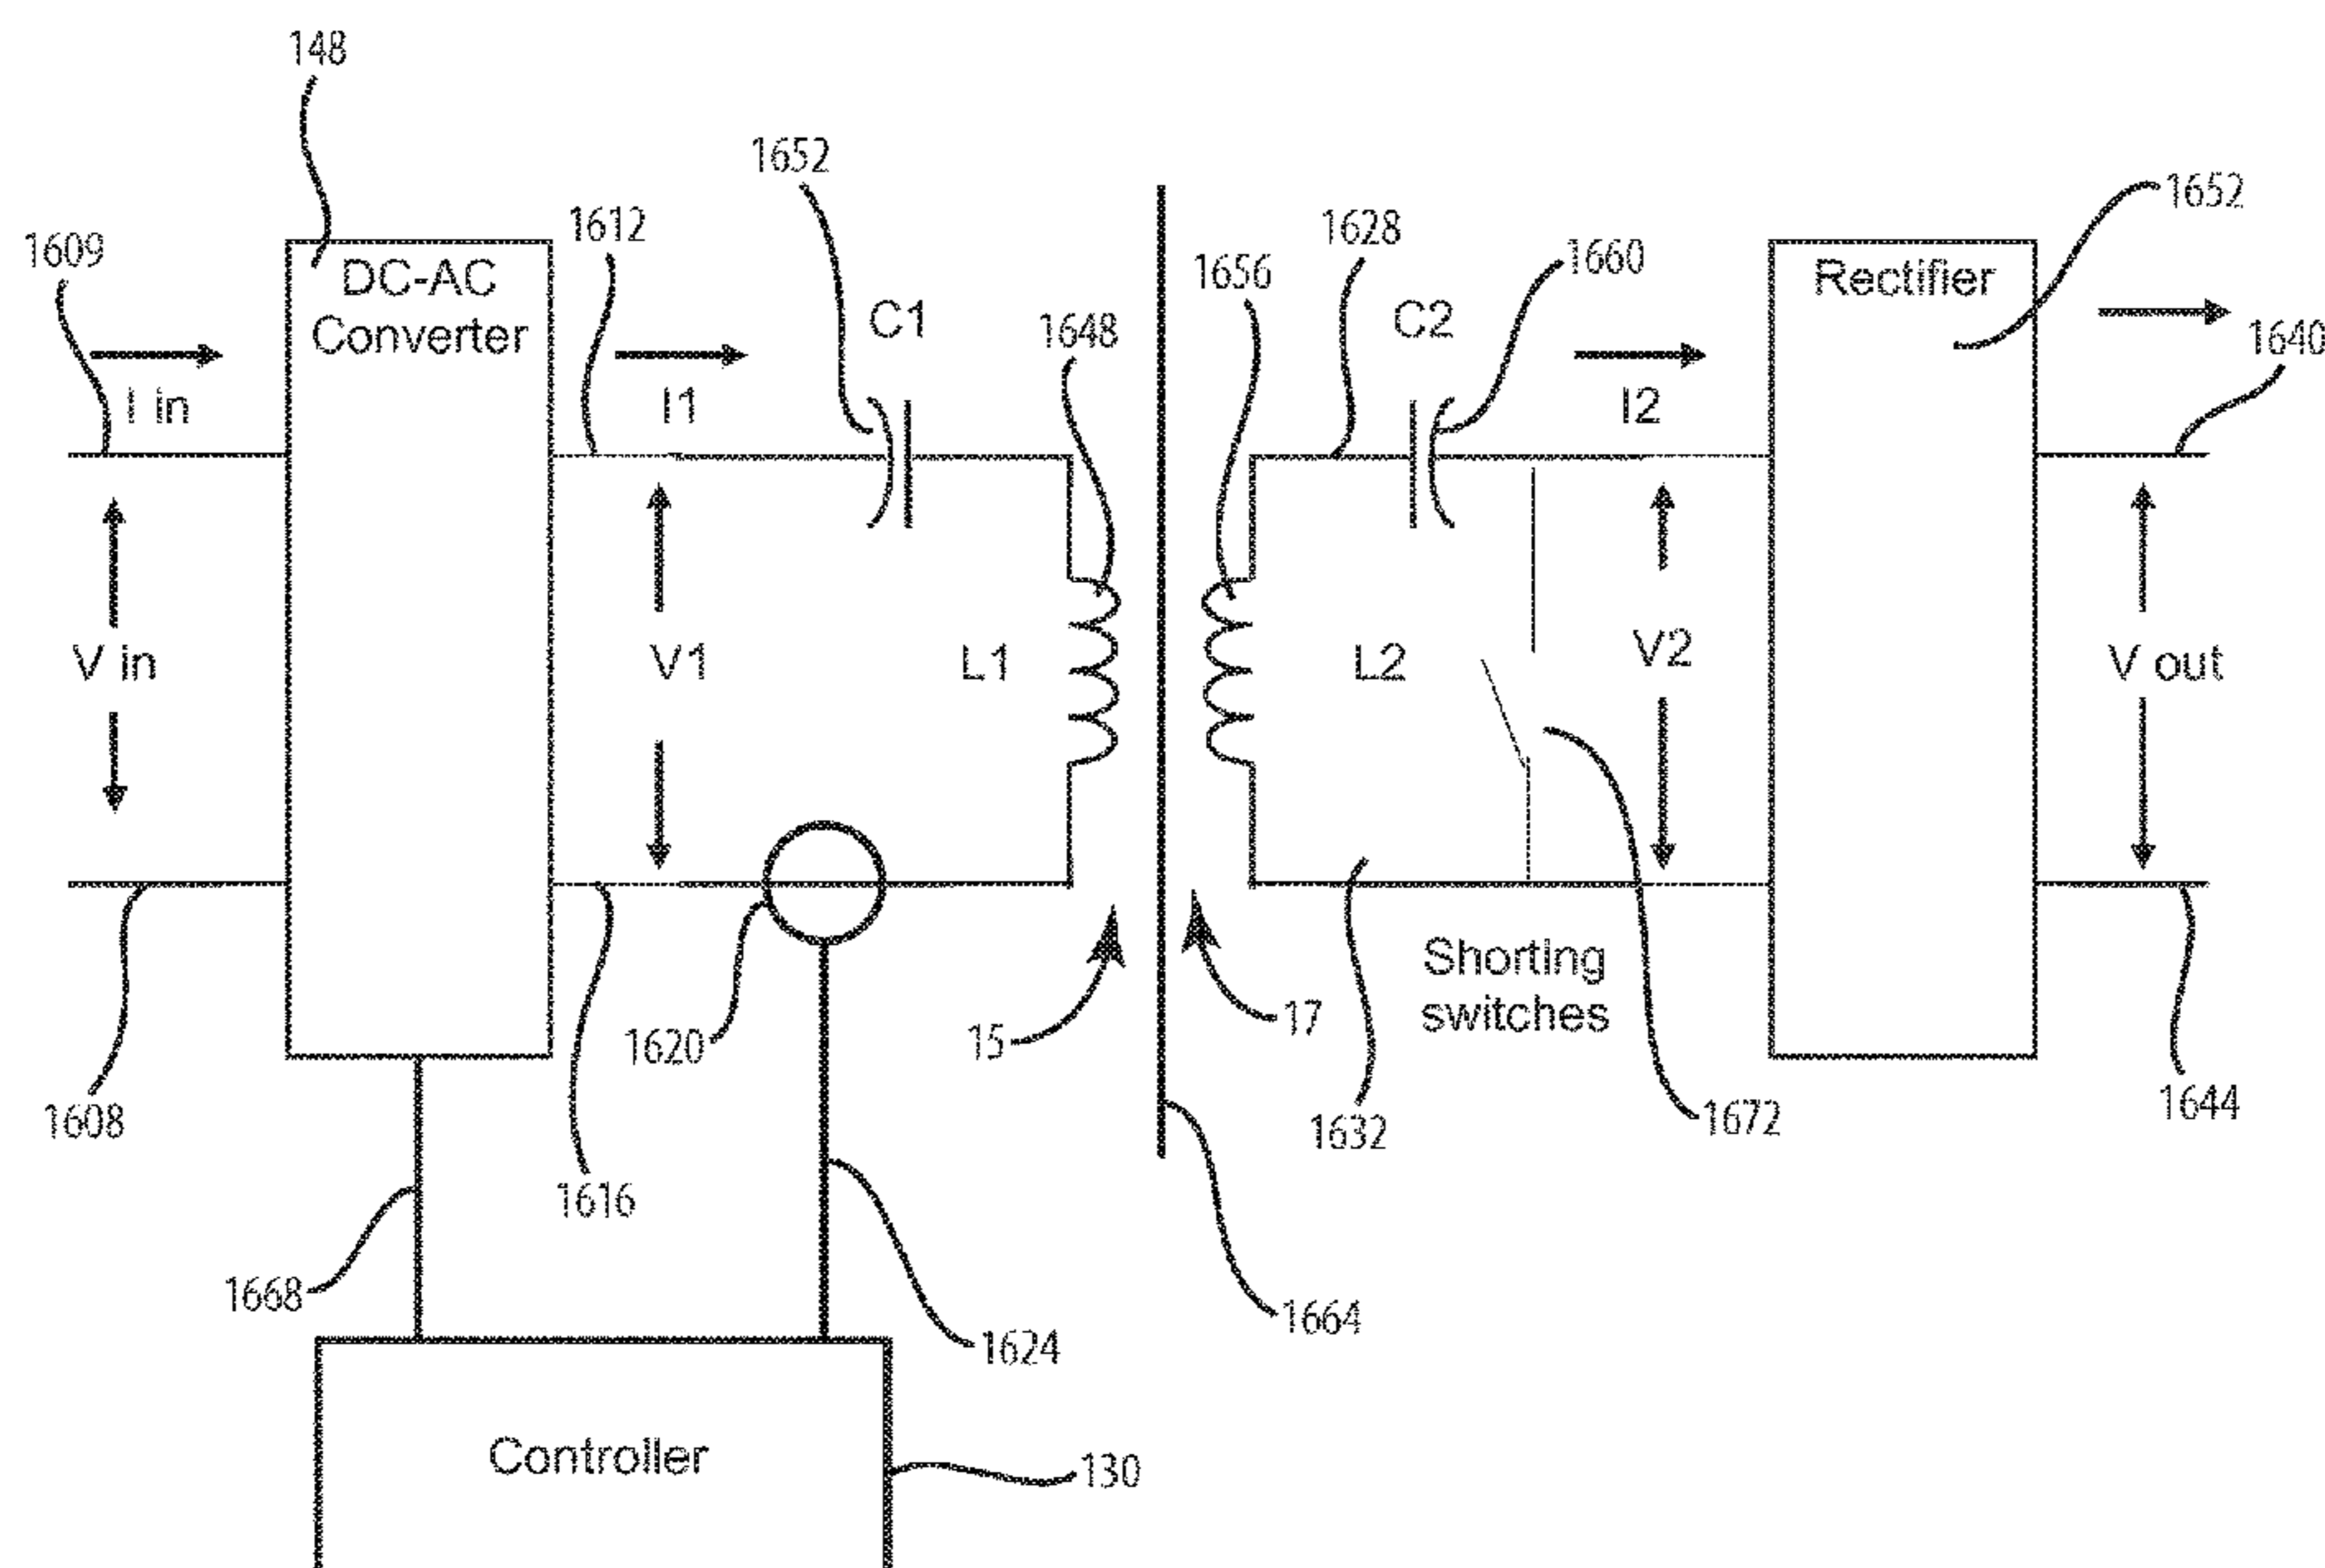 148
1652
1652
1609
1612
1628
1656
1660
DC-AC
Converter
Rectifier
C1
C2
1648
1640
I in
I1
I2
V in
V1
L1
L2
V2
V out
Shorting
switches
1620
15
17
1608
1616
1632
1672
1644
1668
1624
1664
Controller
130